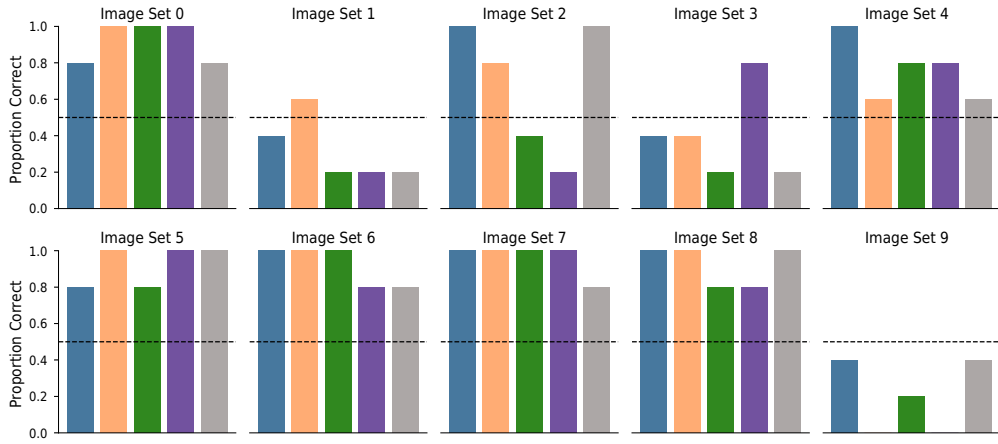 Image Set 0
Image Set 1
Image Set 2
Image Set 3
Image Set 4
Proportion Correct
1.0
0.8
0.6
0.4
0.2
0.0
Image Set 5
Image Set 6
Image Set 7
Image Set 8
Image Set 9
Proportion Correct
1.0
0.8
0.6
0.4
0.2
0.0